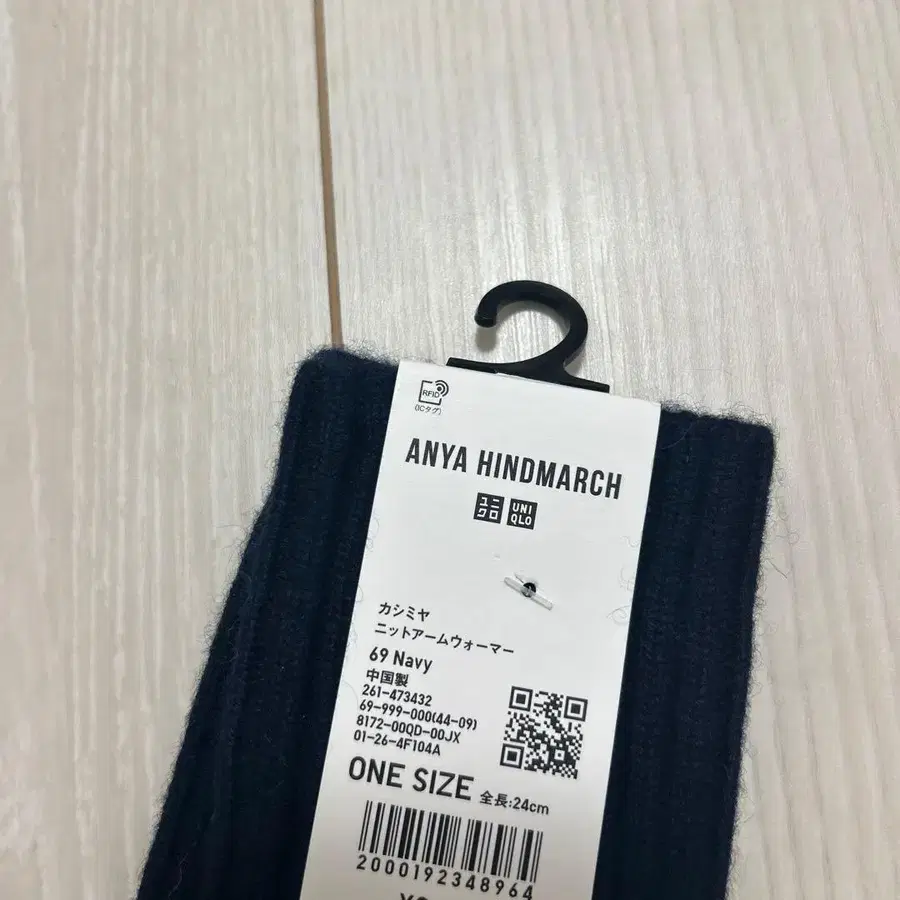 RFID
(ICタグ)
ANYA HINDMARCH
ユニクロ UNIQLO
カシミヤ
ニットアームウォーマー
69 Navy
中国製
261-473432
69-999-000(44-09)
8172-00QD-00JX
01-26-4F104A
ONE SIZE 全長:24cm
2000192348964